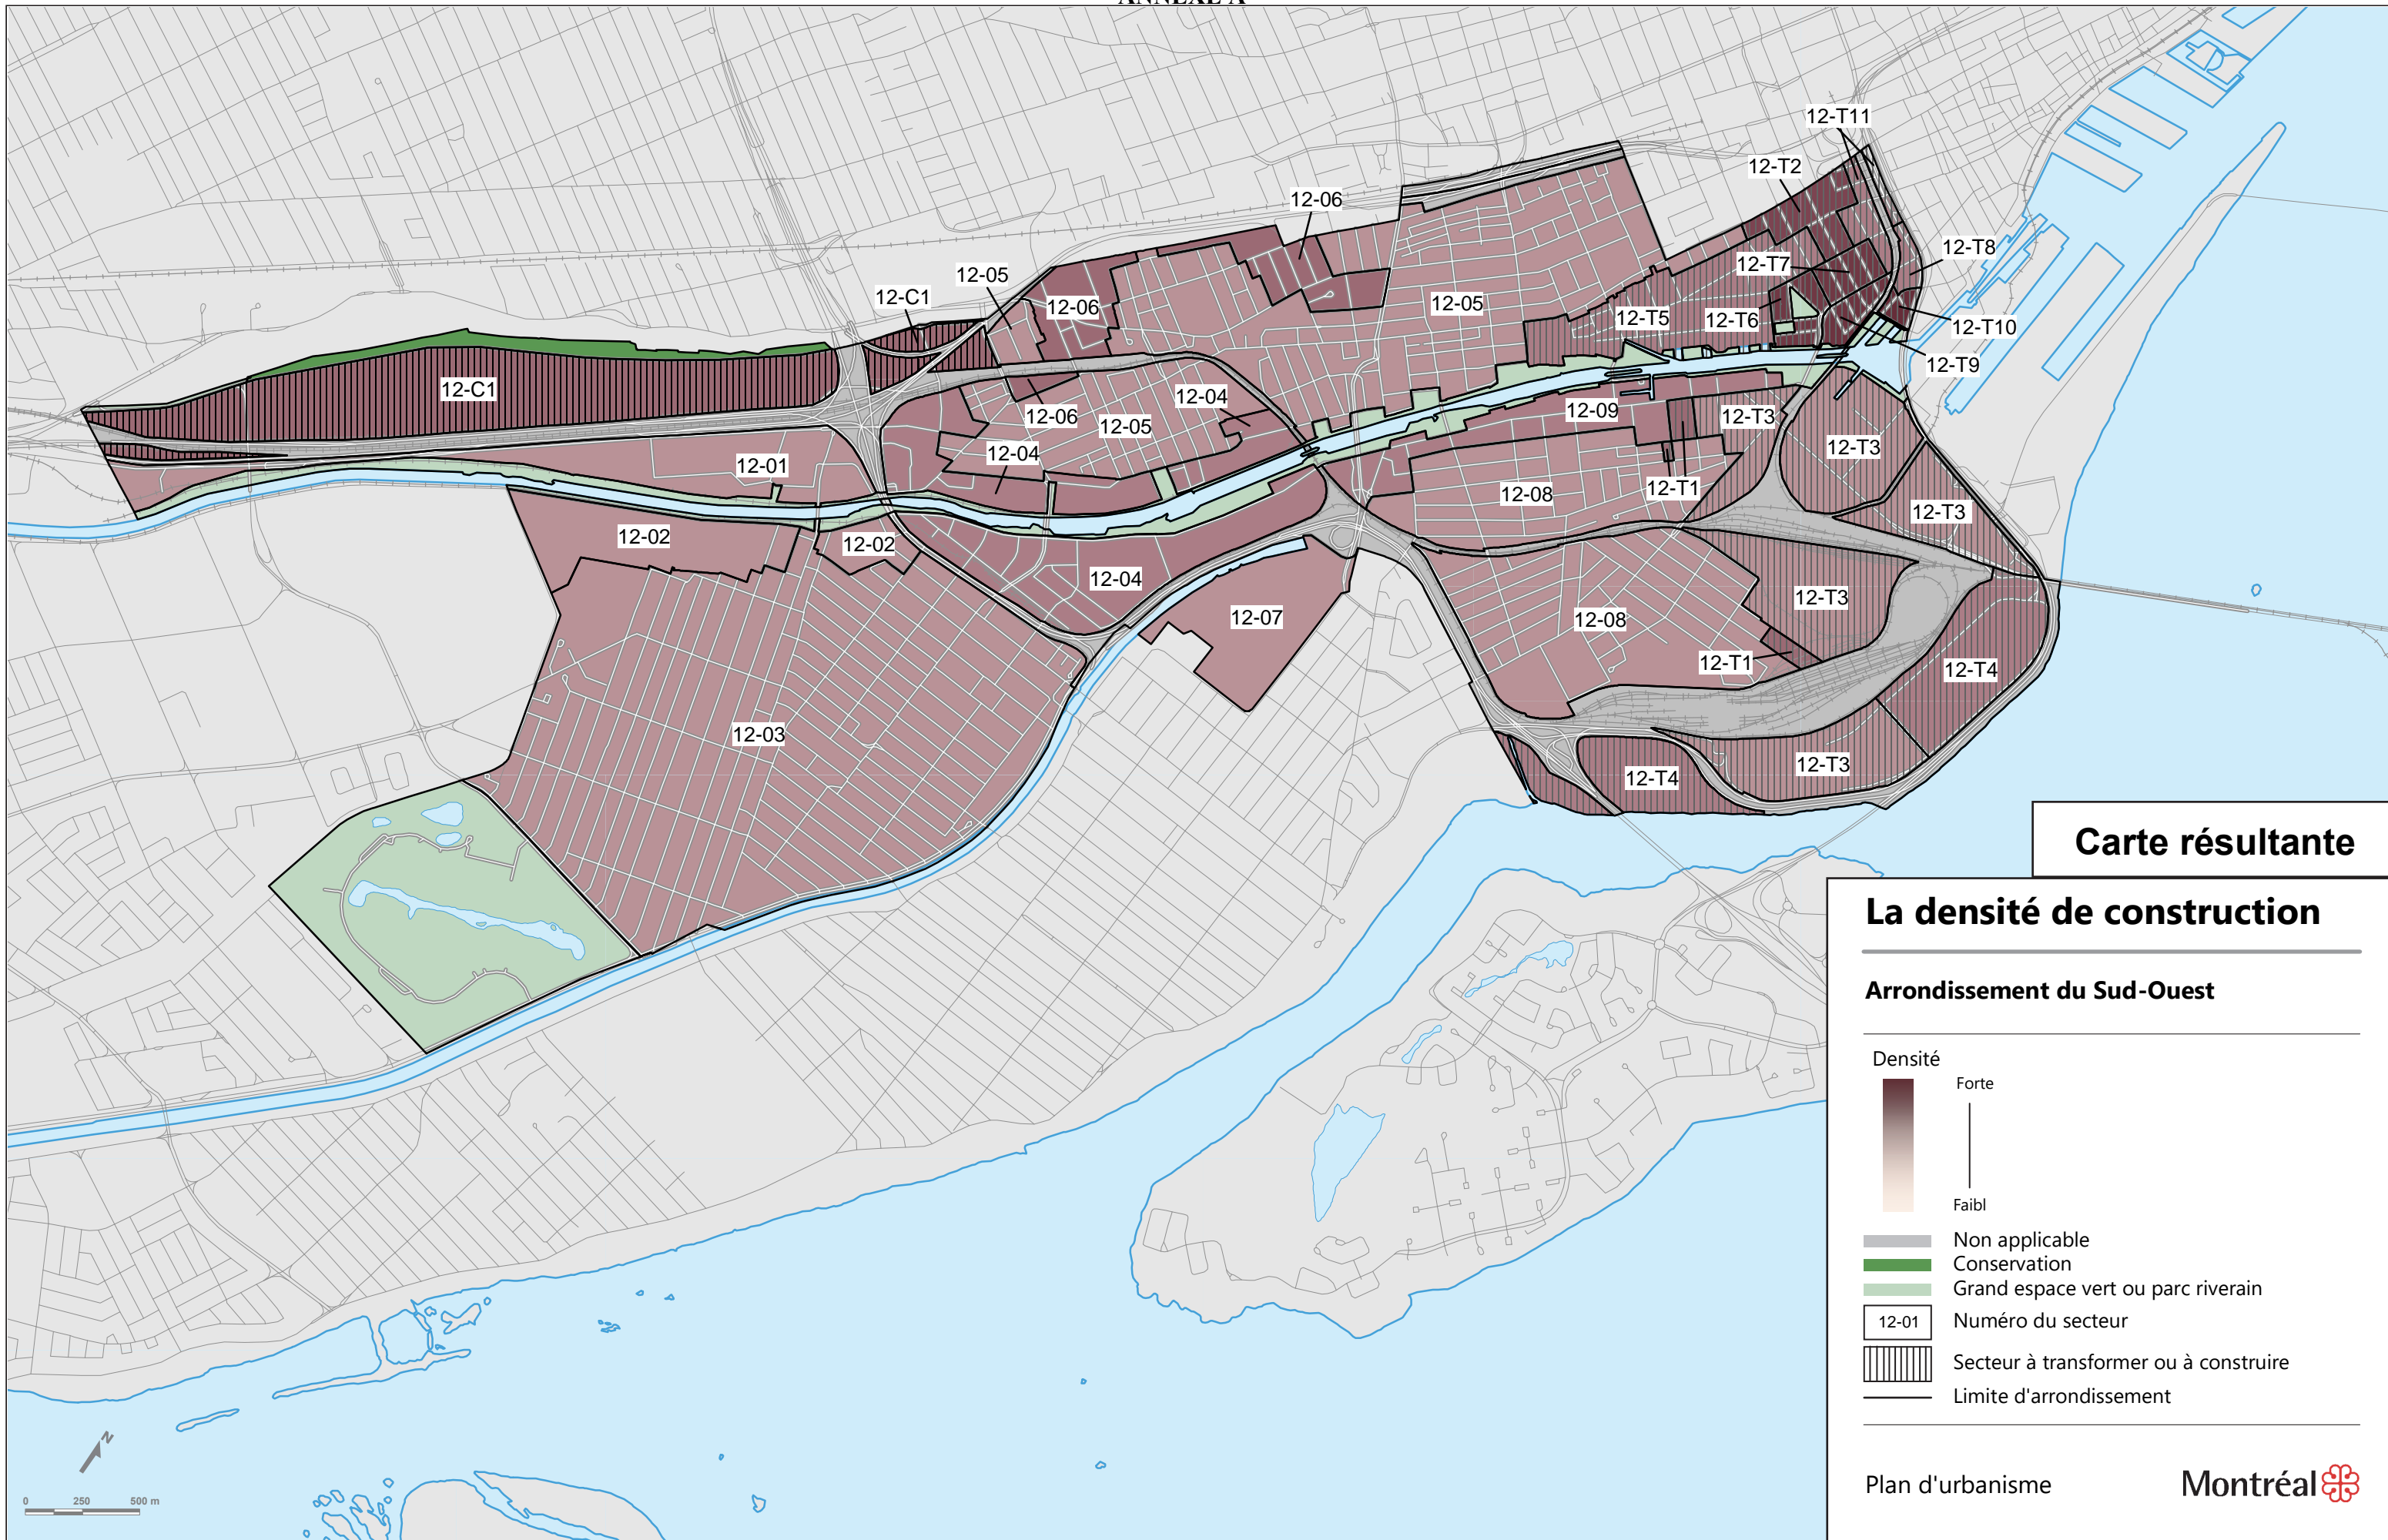 ANNEXE A
12-T11
12-T2
12-06
12-T8
12-T7
12-05
12-C1
12-06
12-05
12-T5
12-T6
12-T10
12-T9
12-C1
12-04
12-06
12-05
12-09
12-T3
12-T3
12-04
12-01
12-T1
12-08
12-T3
12-02
12-02
12-04
12-T3
12-07
12-08
12-T1
12-T4
12-03
12-T3
12-T4
Carte résultante
La densité de construction
Arrondissement du Sud-Ouest
Densité
Forte
Faibl
Non applicable
Conservation
Grand espace vert ou parc riverain
12-01 Numéro du secteur
Secteur à transformer ou à construire
Limite d'arrondissement
N
0 250 500 m
Plan d'urbanisme
Montréal